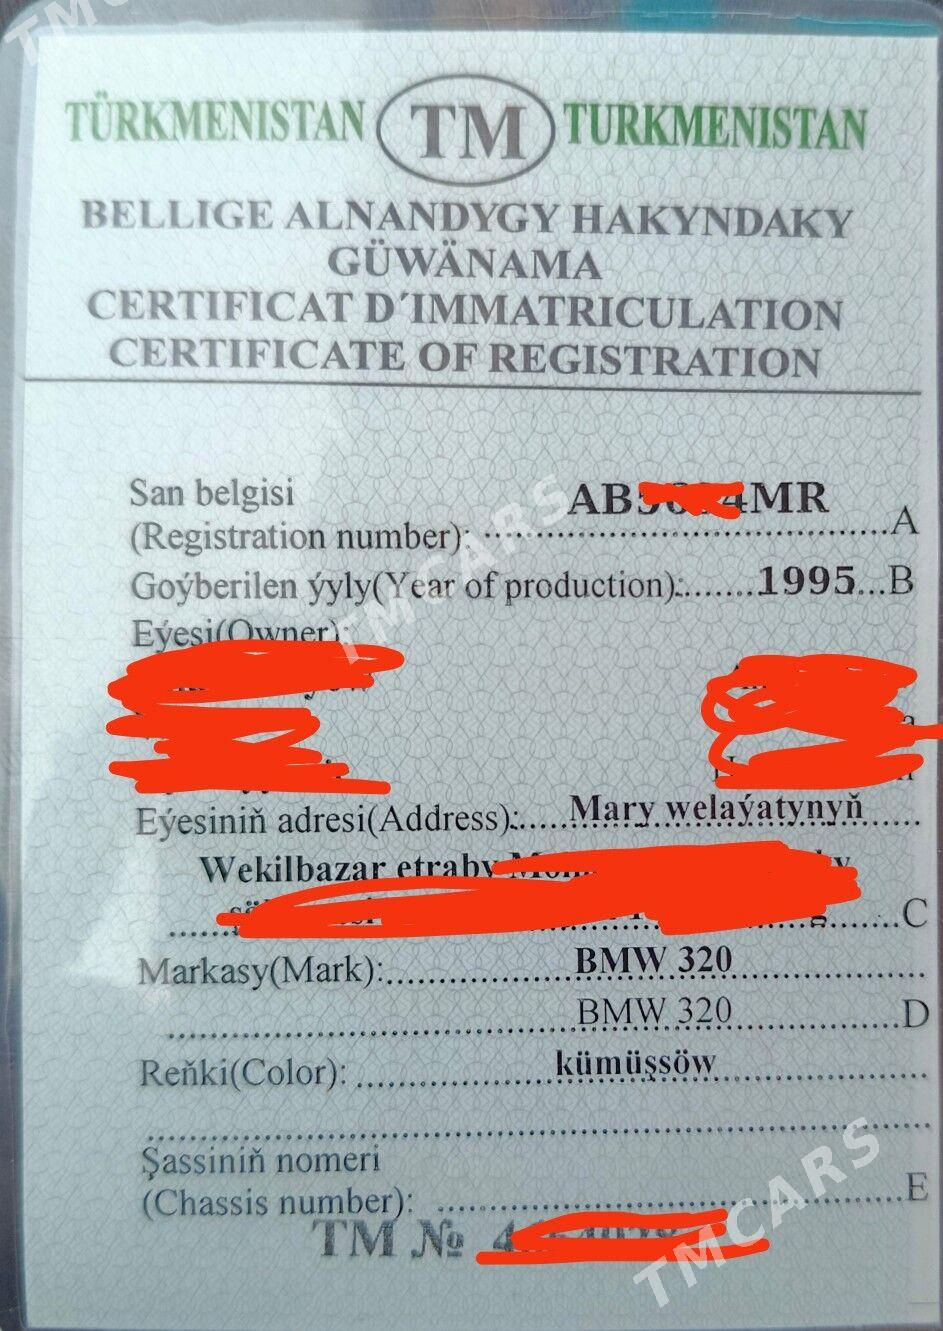 TÜRKMENISTAN TM TURKMENISTAN
BELLIGE ALNANDYGY HAKYNDAKY
GÜWÄNAMA
CERTIFICAT D´IMMATRICULATION
CERTIFICATE OF REGISTRATION
San belgisi
(Registration number): AB MR A
Goýberilen ýyly(Year of production): 1995 B
Eýesi(Owner):
Eýesiniň adresi(Address): Mary welaýatynyň
Wekilbazar etraby
C
Markasy(Mark): BMW 320
BMW 320 D
Reňki(Color): kümüşsöw
Şassiniň nomeri
(Chassis number): E
TM №
TMCARS
TMCARS